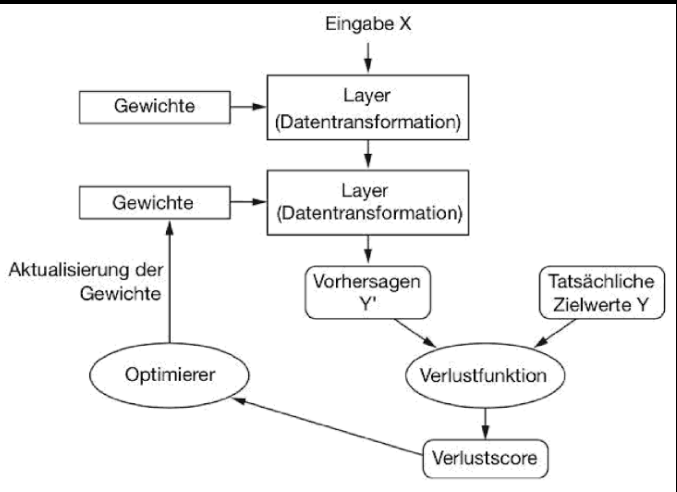 Eingabe X
Gewichte
Layer
(Datentransformation)
Gewichte
Layer
(Datentransformation)
Aktualisierung der
Gewichte
Vorhersagen
Y'
Tatsächliche
Zielwerte Y
Optimierer
Verlustfunktion
Verlustscore